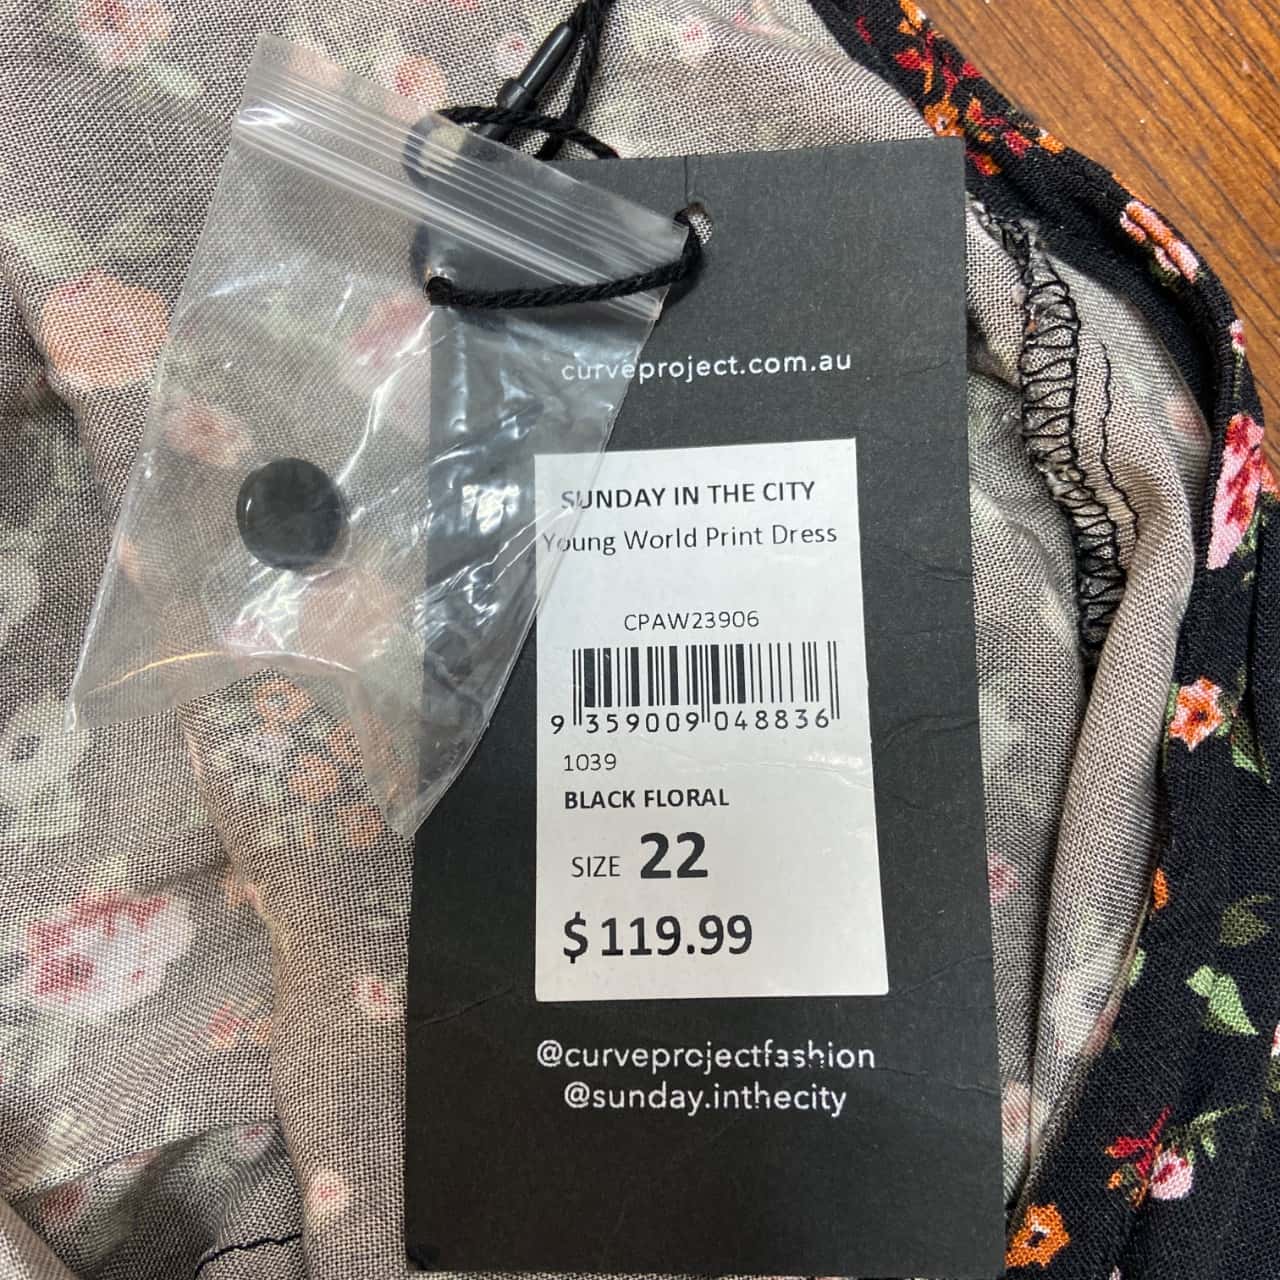 curveproject.com.au
SUNDAY IN THE CITY
Young World Print Dress
CPAW23906
9 359009 048836
1039
BLACK FLORAL
SIZE 22
$119.99
@curveprojectfashion
@sunday.inthecity